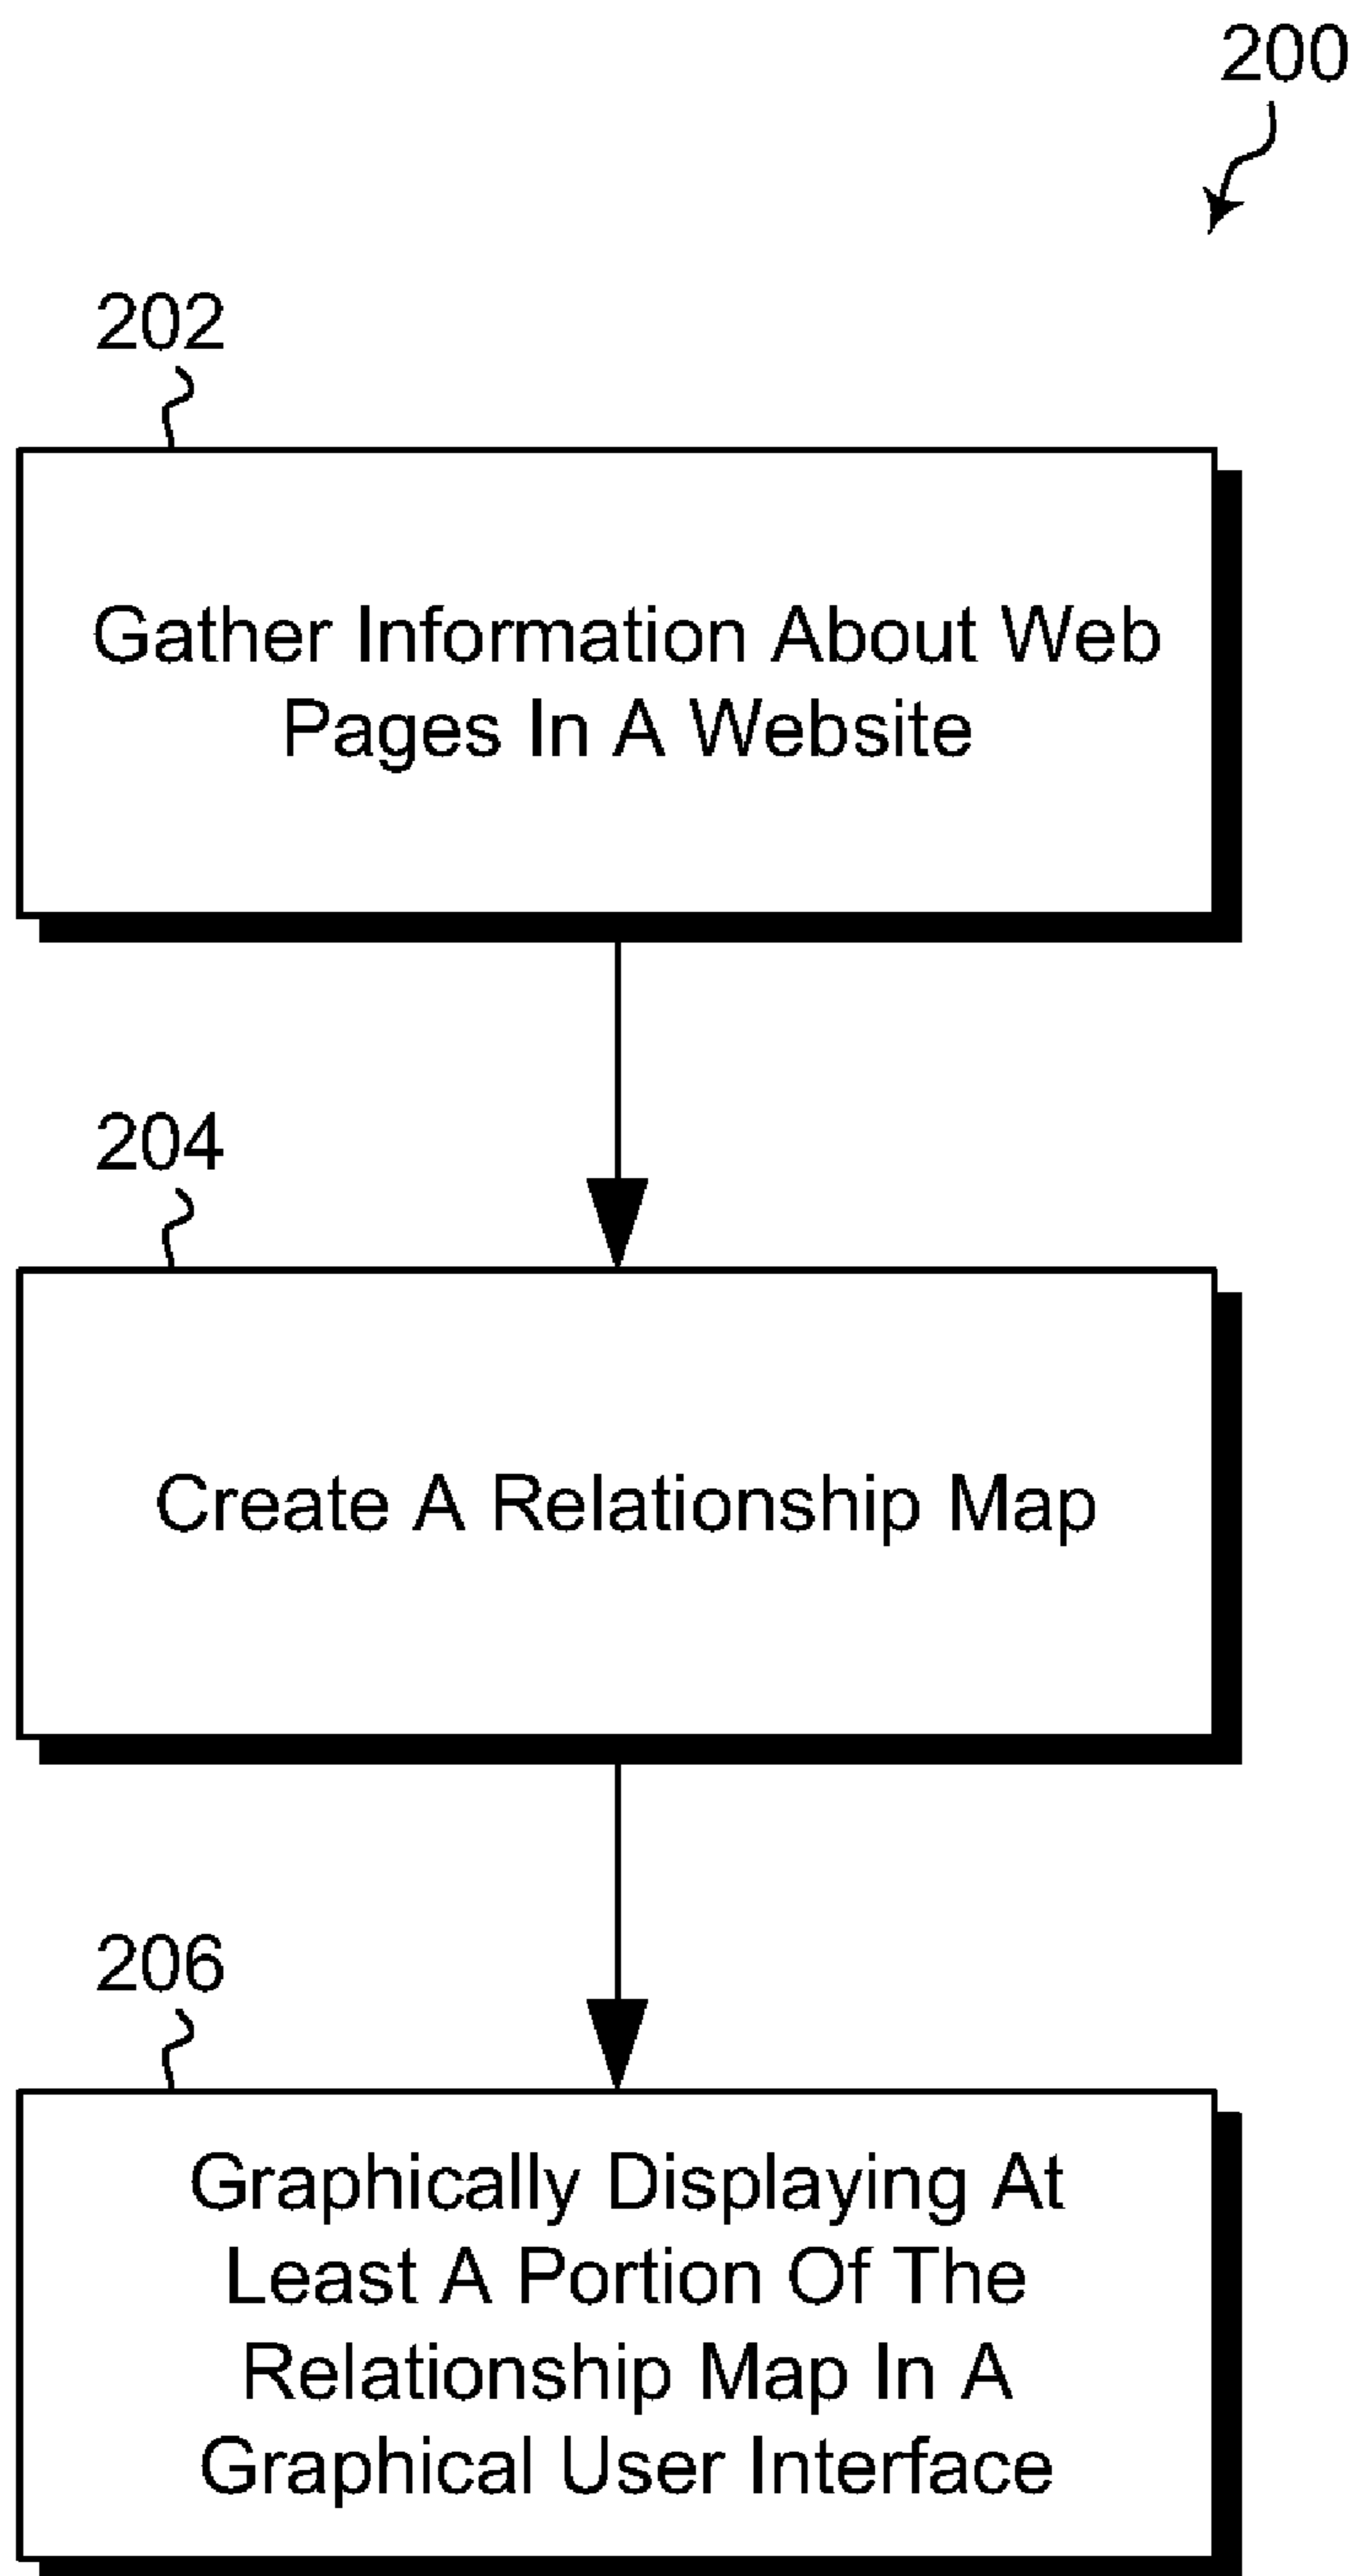 200
202
Gather Information About Web
Pages In A Website
204
Create A Relationship Map
206
Graphically Displaying At
Least A Portion Of The
Relationship Map In A
Graphical User Interface